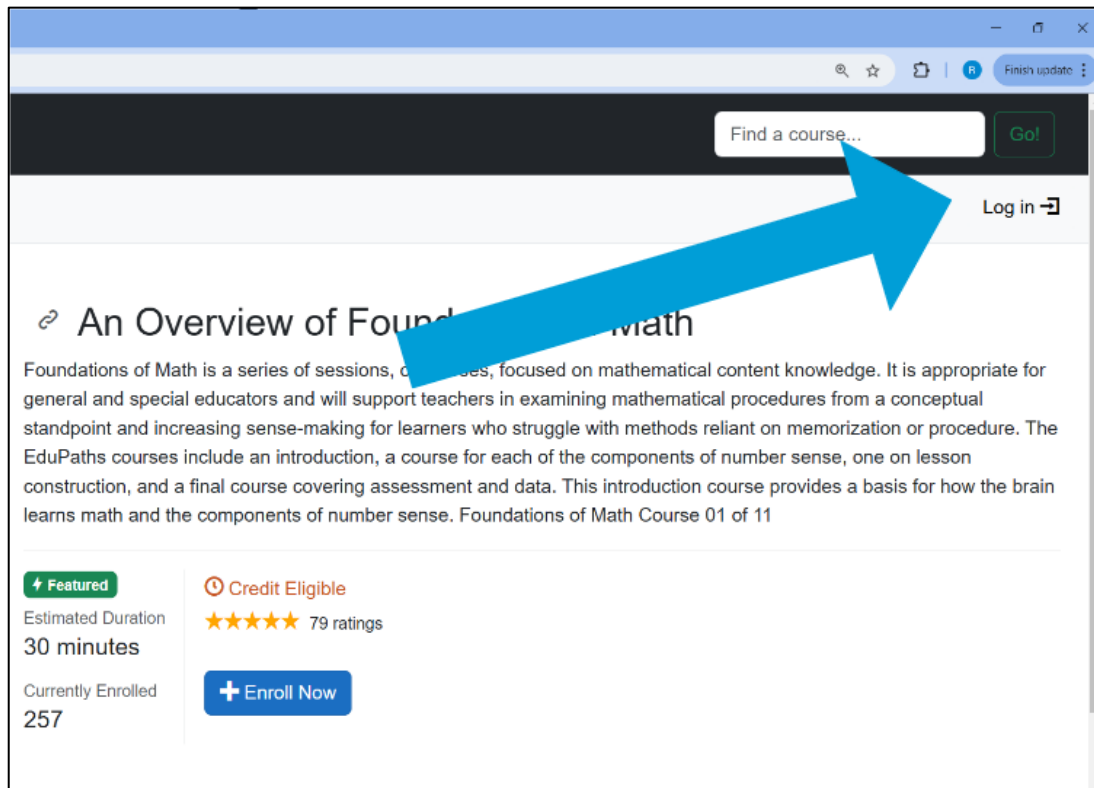 R
Finish update
Find a course...
Go!
Log in
An Overview of Found Math
Foundations of Math is a series of sessions, focused on mathematical content knowledge. It is appropriate for
general and special educators and will support teachers in examining mathematical procedures from a conceptual
standpoint and increasing sense-making for learners who struggle with methods reliant on memorization or procedure. The
EduPaths courses include an introduction, a course for each of the components of number sense, one on lesson
construction, and a final course covering assessment and data. This introduction course provides a basis for how the brain
learns math and the components of number sense. Foundations of Math Course 01 of 11
Featured
Estimated Duration
30 minutes
Currently Enrolled
257
Credit Eligible
79 ratings
Enroll Now